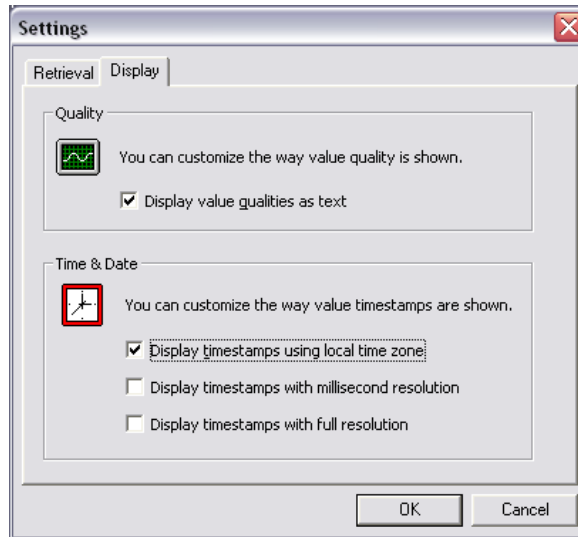 Settings
Retrieval Display
Quality
You can customize the way value quality is shown.
Display value qualities as text
Time & Date
You can customize the way value timestamps are shown.
Display timestamps using local time zone
Display timestamps with millisecond resolution
Display timestamps with full resolution
OK Cancel